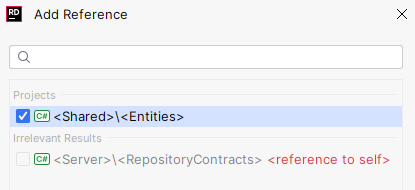 RD Add Reference
Projects
C# <Shared>\<Entities>
Irrelevant Results
C# <Server>\<RepositoryContracts> <reference to self>